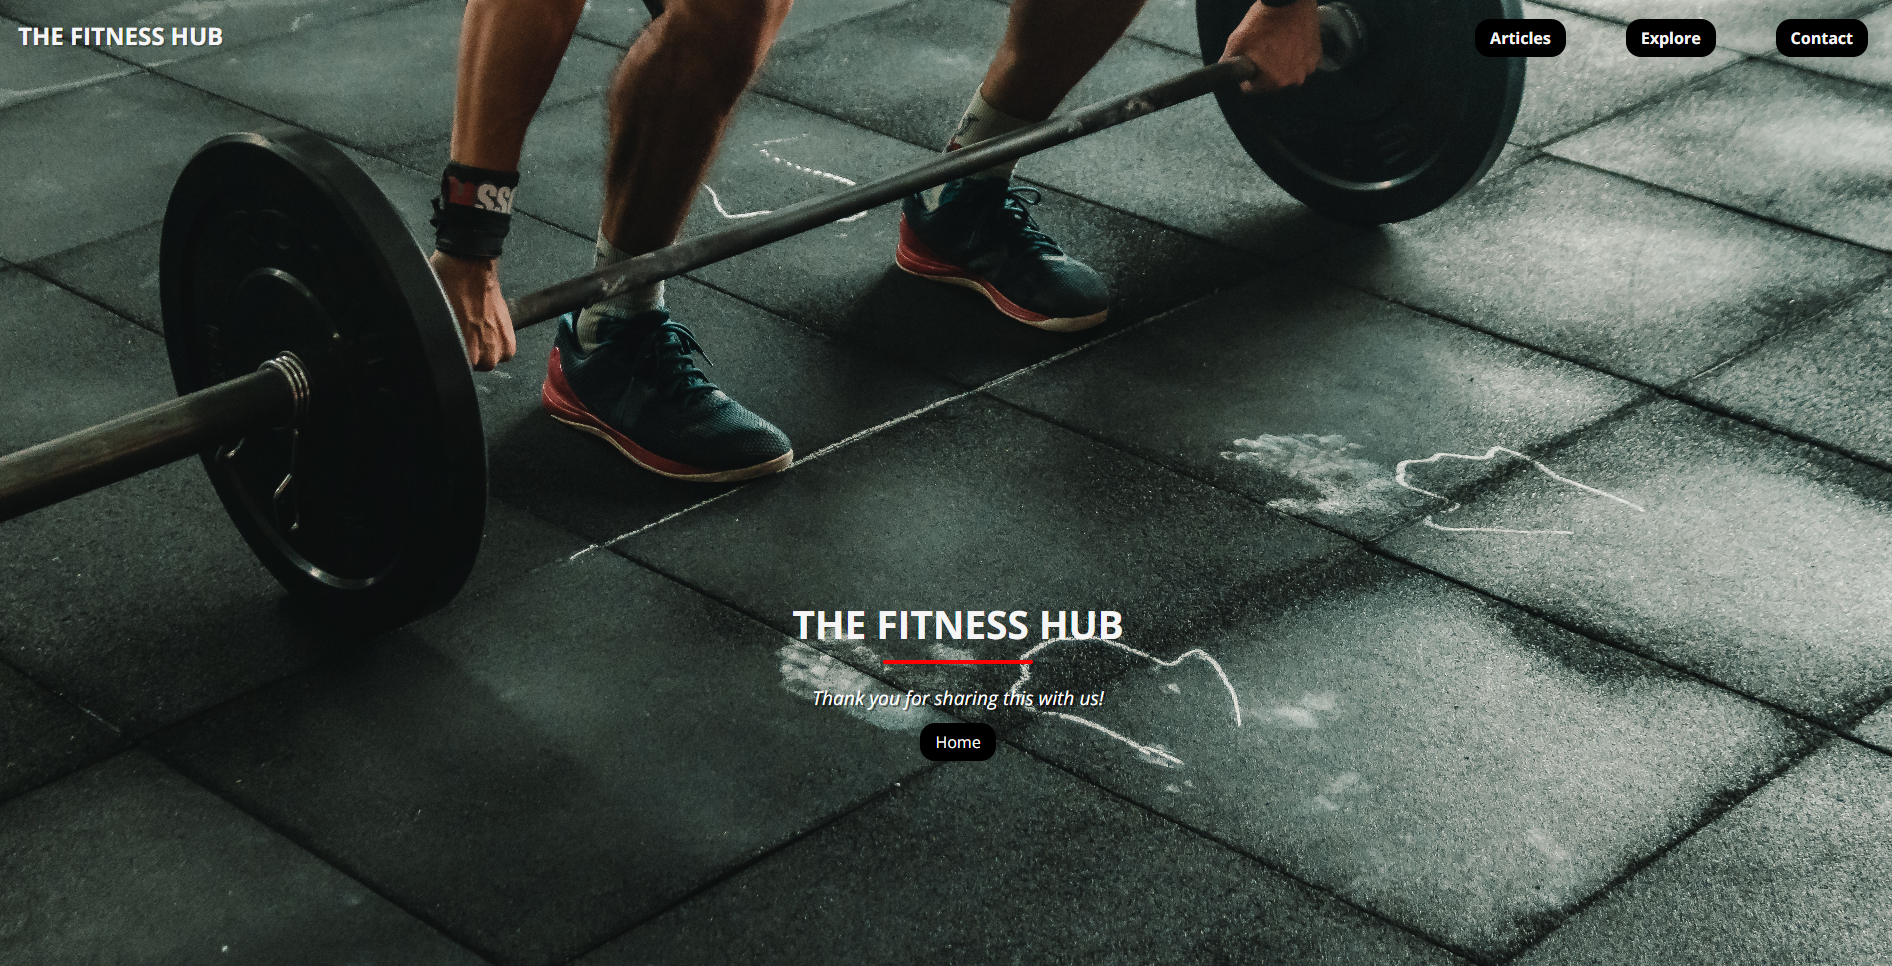 THE FITNESS HUB
Articles
Explore
Contact
THE FITNESS HUB
Thank you for sharing this with us!
Home